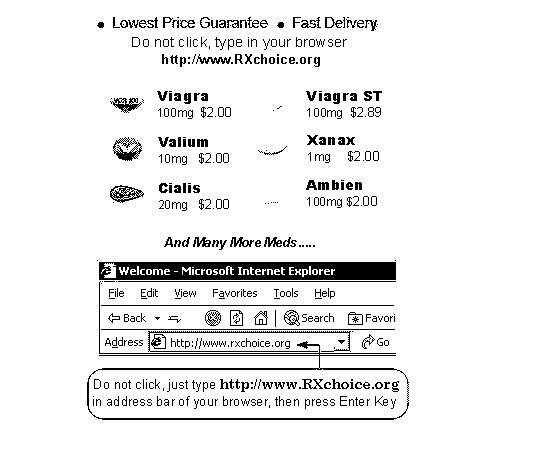 • Lowest Price Guarantee • Fast Delivery
Do not click, type in your browser
http://www.RXchoice.org
Viagra
100mg $2.00
Viagra ST
100mg $2.89
Valium
10mg $2.00
Xanax
1mg $2.00
Cialis
20mg $2.00
Ambien
100mg $2.00
And Many More Meds.....
Welcome - Microsoft Internet Explorer
File Edit View Favorites Tools Help
Back Search Favori
Address http://www.rxchoice.org Go
Do not click, just type http://www.RXchoice.org
in address bar of your browser, then press Enter Key